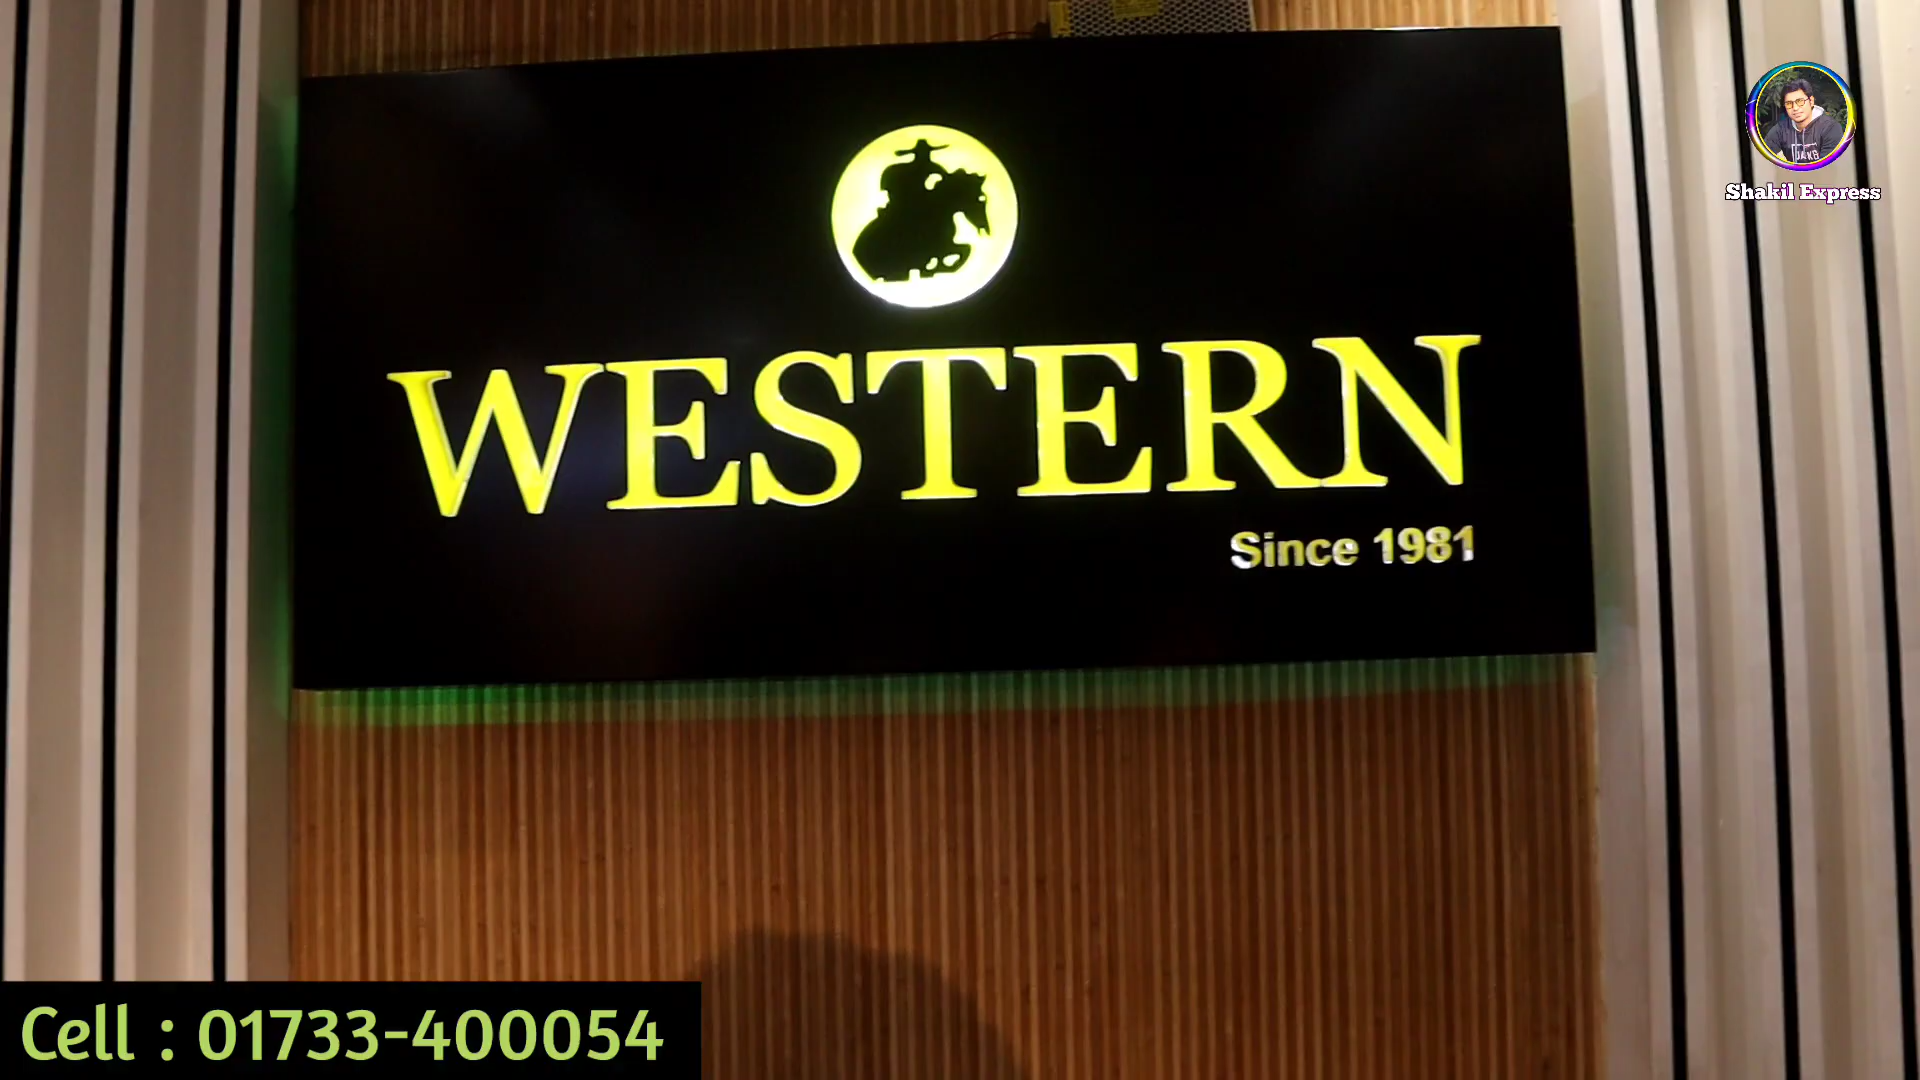 Shakil Express
WESTERN
Since 1981
Cell : 01733-400054